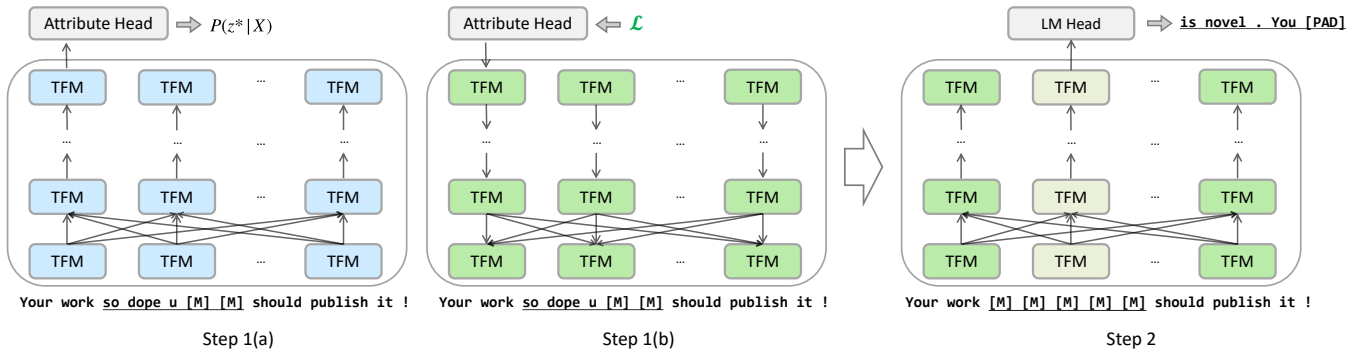 Attribute Head
P(z*|X)
TFM TFM ... TFM
... ... ... ...
TFM TFM ... TFM
TFM TFM ... TFM
Your work so dope u [M] [M] should publish it !
Step 1(a)
Attribute Head
ℒ
TFM TFM ... TFM
... ... ... ...
TFM TFM ... TFM
TFM TFM ... TFM
Your work so dope u [M] [M] should publish it !
Step 1(b)
LM Head
is novel . You [PAD]
TFM TFM ... TFM
... ... ... ...
TFM TFM ... TFM
TFM TFM ... TFM
Your work [M] [M] [M] [M] [M] should publish it !
Step 2